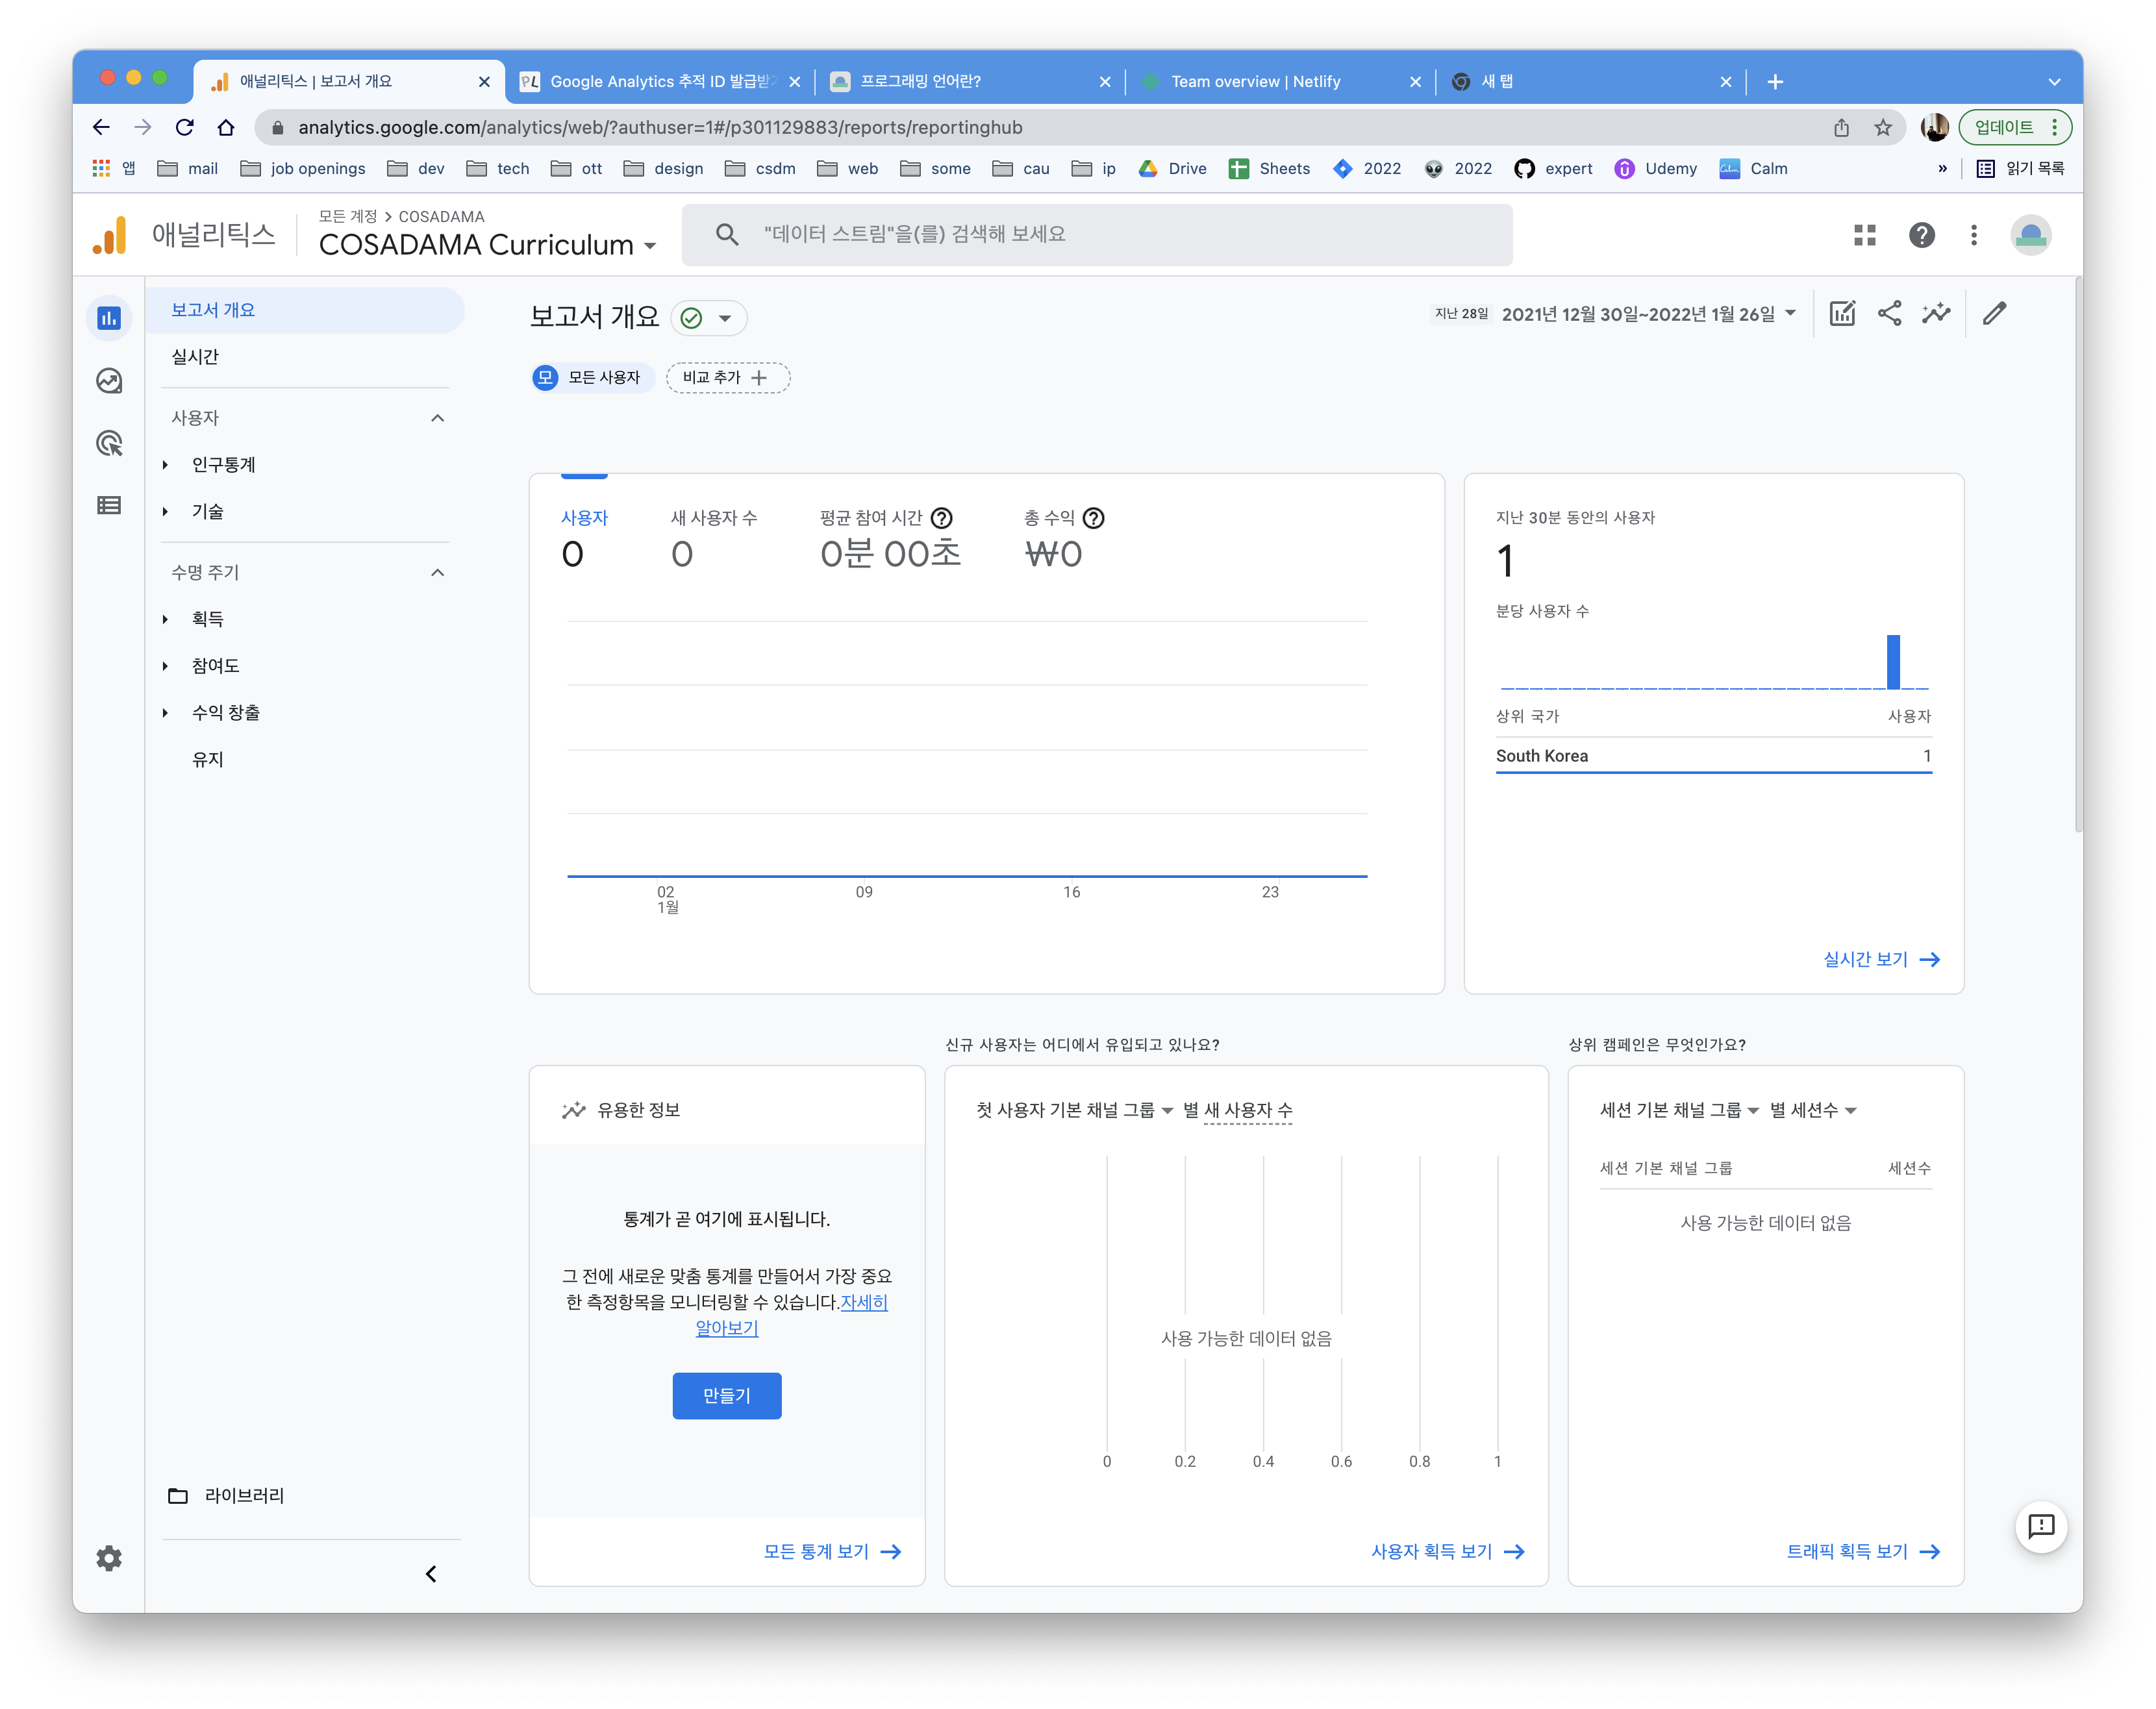 애널리틱스 | 보고서 개요
PL Google Analytics 추적 ID 발급받
프로그래밍 언어란?
Team overview | Netlify
새 탭
analytics.google.com/analytics/web/?authuser=1#/p301129883/reports/reportinghub
업데이트
앱 mail job openings dev tech ott design csdm web some cau ip Drive Sheets 2022 2022 expert Udemy Calm » 읽기 목록
애널리틱스
모든 계정 > COSADAMA
COSADAMA Curriculum
"데이터 스트림"을(를) 검색해 보세요
보고서 개요
실시간
사용자
인구통계
기술
수명 주기
획득
참여도
수익 창출
유지
라이브러리
보고서 개요
지난 28일 2021년 12월 30일~2022년 1월 26일
모 모든 사용자
비교 추가 +
사용자
0
새 사용자 수
0
평균 참여 시간
0분 00초
총 수익
₩0
02 09 16 23
1월
지난 30분 동안의 사용자
1
분당 사용자 수
상위 국가 사용자
South Korea 1
실시간 보기
유용한 정보
통계가 곧 여기에 표시됩니다.
그 전에 새로운 맞춤 통계를 만들어서 가장 중요
한 측정항목을 모니터링할 수 있습니다.자세히
알아보기
만들기
모든 통계 보기
신규 사용자는 어디에서 유입되고 있나요?
첫 사용자 기본 채널 그룹 별 새 사용자 수
사용 가능한 데이터 없음
0 0.2 0.4 0.6 0.8 1
사용자 획득 보기
상위 캠페인은 무엇인가요?
세션 기본 채널 그룹 별 세션수
세션 기본 채널 그룹 세션수
사용 가능한 데이터 없음
트래픽 획득 보기